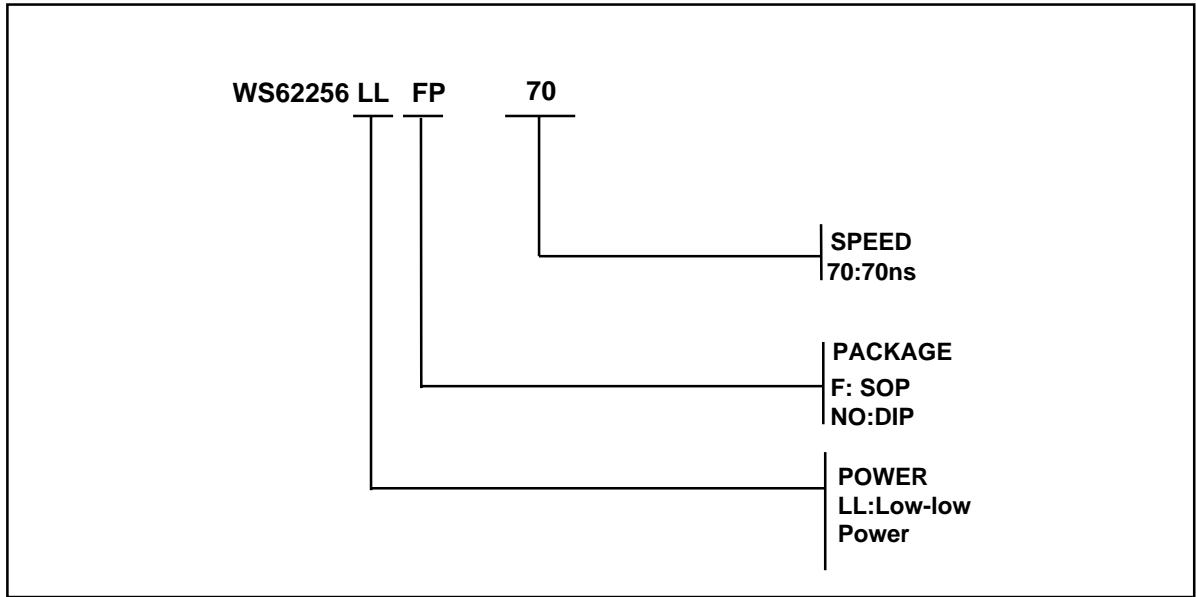 WS62256 LL FP 70
SPEED
70:70ns
PACKAGE
F: SOP
NO:DIP
POWER
LL:Low-low
Power